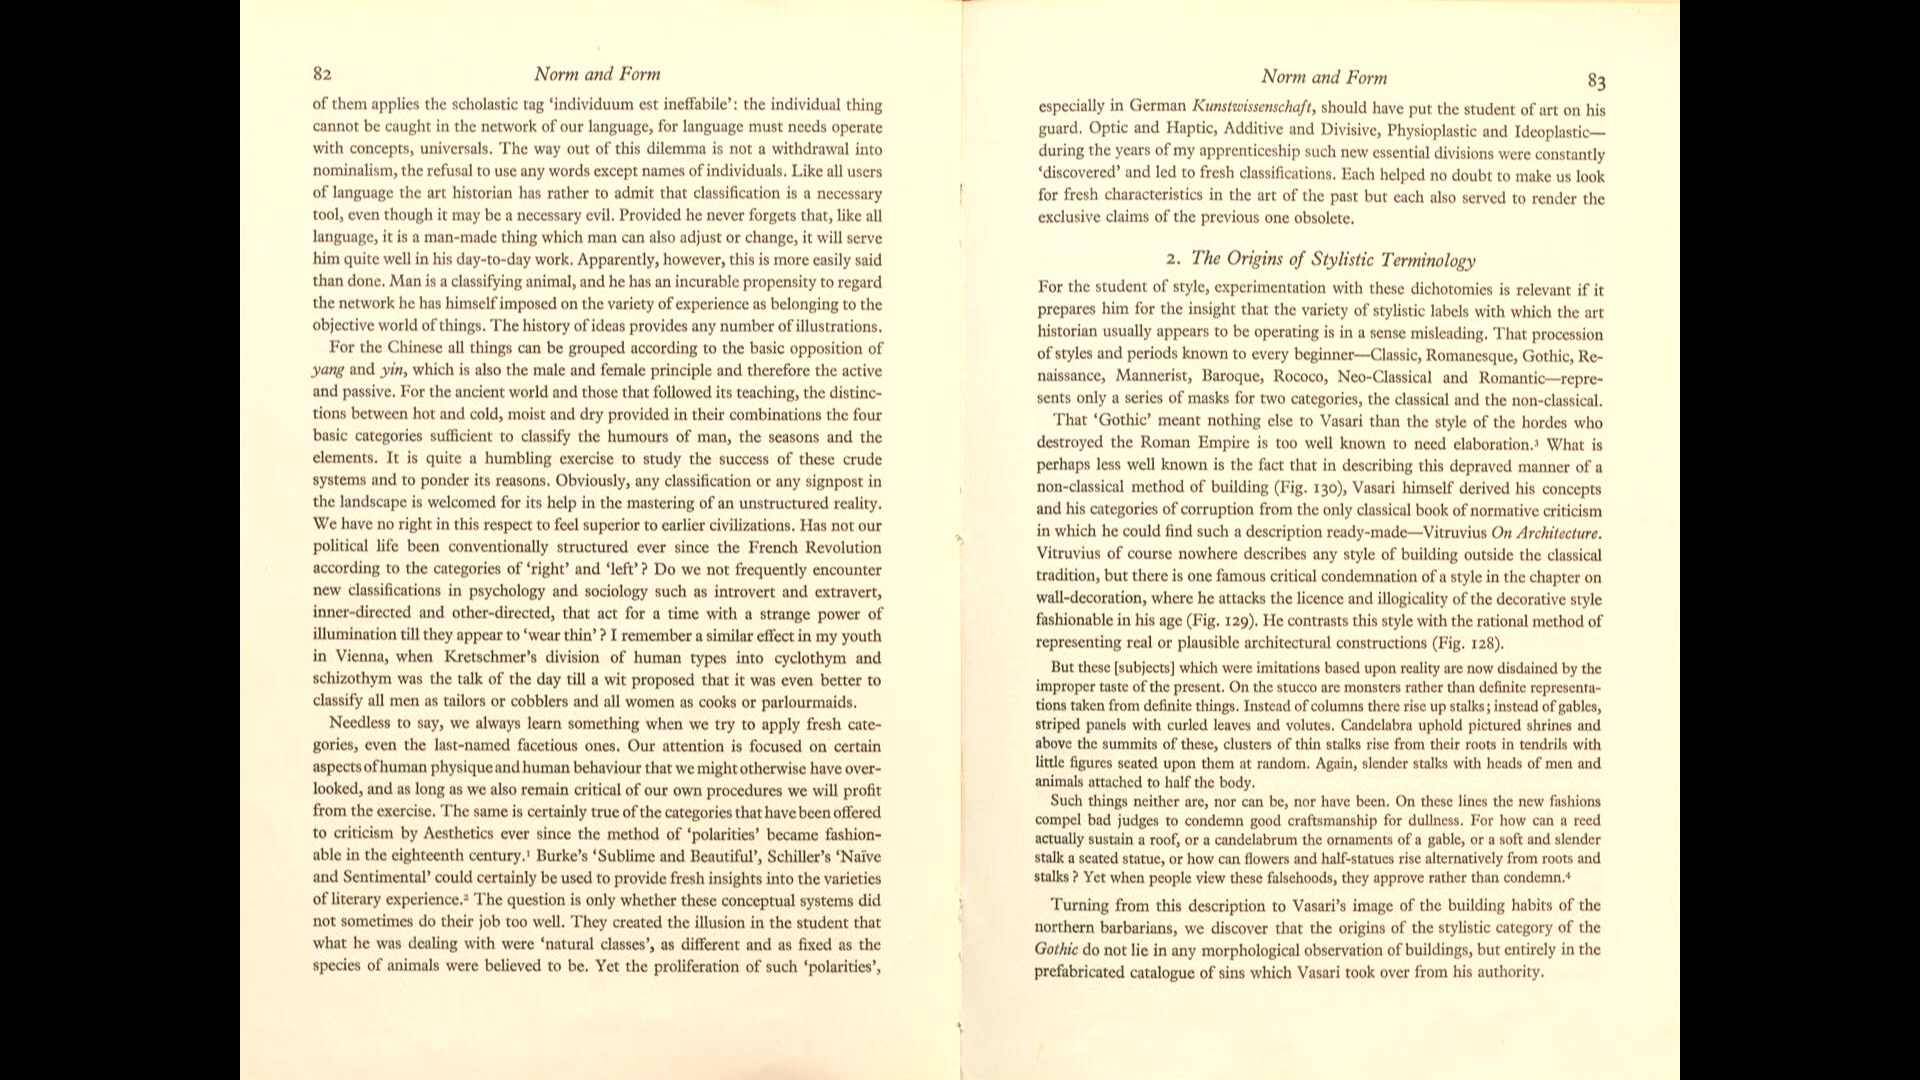 82
Norm and Form
of them applies the scholastic tag ‘individuum est ineffabile’: the individual thing
cannot be caught in the network of our language, for language must needs operate
with concepts, universals. The way out of this dilemma is not a withdrawal into
nominalism, the refusal to use any words except names of individuals. Like all users
of language the art historian has rather to admit that classification is a necessary
tool, even though it may be a necessary evil. Provided he never forgets that, like all
language, it is a man-made thing which man can also adjust or change, it will serve
him quite well in his day-to-day work. Apparently, however, this is more easily said
than done. Man is a classifying animal, and he has an incurable propensity to regard
the network he has himself imposed on the variety of experience as belonging to the
objective world of things. The history of ideas provides any number of illustrations.
For the Chinese all things can be grouped according to the basic opposition of
yang and yin, which is also the male and female principle and therefore the active
and passive. For the ancient world and those that followed its teaching, the distinc-
tions between hot and cold, moist and dry provided in their combinations the four
basic categories sufficient to classify the humours of man, the seasons and the
elements. It is quite a humbling exercise to study the success of these crude
systems and to ponder its reasons. Obviously, any classification or any signpost in
the landscape is welcomed for its help in the mastering of an unstructured reality.
We have no right in this respect to feel superior to earlier civilizations. Has not our
political life been conventionally structured ever since the French Revolution
according to the categories of ‘right’ and ‘left’? Do we not frequently encounter
new classifications in psychology and sociology such as introvert and extravert,
inner-directed and other-directed, that act for a time with a strange power of
illumination till they appear to ‘wear thin’? I remember a similar effect in my youth
in Vienna, when Kretschmer’s division of human types into cyclothym and
schizothym was the talk of the day till a wit proposed that it was even better to
classify all men as tailors or cobblers and all women as cooks or parlourmaids.
Needless to say, we always learn something when we try to apply fresh cate-
gories, even the last-named facetious ones. Our attention is focused on certain
aspects of human physique and human behaviour that we might otherwise have over-
looked, and as long as we also remain critical of our own procedures we will profit
from the exercise. The same is certainly true of the categories that have been offered
to criticism by Aesthetics ever since the method of ‘polarities’ became fashion-
able in the eighteenth century.¹ Burke’s ‘Sublime and Beautiful’, Schiller’s ‘Naïve
and Sentimental’ could certainly be used to provide fresh insights into the varieties
of literary experience.² The question is only whether these conceptual systems did
not sometimes do their job too well. They created the illusion in the student that
what he was dealing with were ‘natural classes’, as different and as fixed as the
species of animals were believed to be. Yet the proliferation of such ‘polarities’,
Norm and Form
83
especially in German Kunstwissenschaft, should have put the student of art on his
guard. Optic and Haptic, Additive and Divisive, Physioplastic and Ideoplastic—
during the years of my apprenticeship such new essential divisions were constantly
‘discovered’ and led to fresh classifications. Each helped no doubt to make us look
for fresh characteristics in the art of the past but each also served to render the
exclusive claims of the previous one obsolete.
2. The Origins of Stylistic Terminology
For the student of style, experimentation with these dichotomies is relevant if it
prepares him for the insight that the variety of stylistic labels with which the art
historian usually appears to be operating is in a sense misleading. That procession
of styles and periods known to every beginner—Classic, Romanesque, Gothic, Re-
naissance, Mannerist, Baroque, Rococo, Neo-Classical and Romantic—repre-
sents only a series of masks for two categories, the classical and the non-classical.
That ‘Gothic’ meant nothing else to Vasari than the style of the hordes who
destroyed the Roman Empire is too well known to need elaboration.³ What is
perhaps less well known is the fact that in describing this depraved manner of a
non-classical method of building (Fig. 130), Vasari himself derived his concepts
and his categories of corruption from the only classical book of normative criticism
in which he could find such a description ready-made—Vitruvius On Architecture.
Vitruvius of course nowhere describes any style of building outside the classical
tradition, but there is one famous critical condemnation of a style in the chapter on
wall-decoration, where he attacks the licence and illogicality of the decorative style
fashionable in his age (Fig. 129). He contrasts this style with the rational method of
representing real or plausible architectural constructions (Fig. 128).
But these [subjects] which were imitations based upon reality are now disdained by the
improper taste of the present. On the stucco are monsters rather than definite representa-
tions taken from definite things. Instead of columns there rise up stalks; instead of gables,
striped panels with curled leaves and volutes. Candelabra uphold pictured shrines and
above the summits of these, clusters of thin stalks rise from their roots in tendrils with
little figures seated upon them at random. Again, slender stalks with heads of men and
animals attached to half the body.
Such things neither are, nor can be, nor have been. On these lines the new fashions
compel bad judges to condemn good craftsmanship for dullness. For how can a reed
actually sustain a roof, or a candelabrum the ornaments of a gable, or a soft and slender
stalk a seated statue, or how can flowers and half-statues rise alternatively from roots and
stalks? Yet when people view these falsehoods, they approve rather than condemn.⁴
Turning from this description to Vasari’s image of the building habits of the
northern barbarians, we discover that the origins of the stylistic category of the
Gothic do not lie in any morphological observation of buildings, but entirely in the
prefabricated catalogue of sins which Vasari took over from his authority.